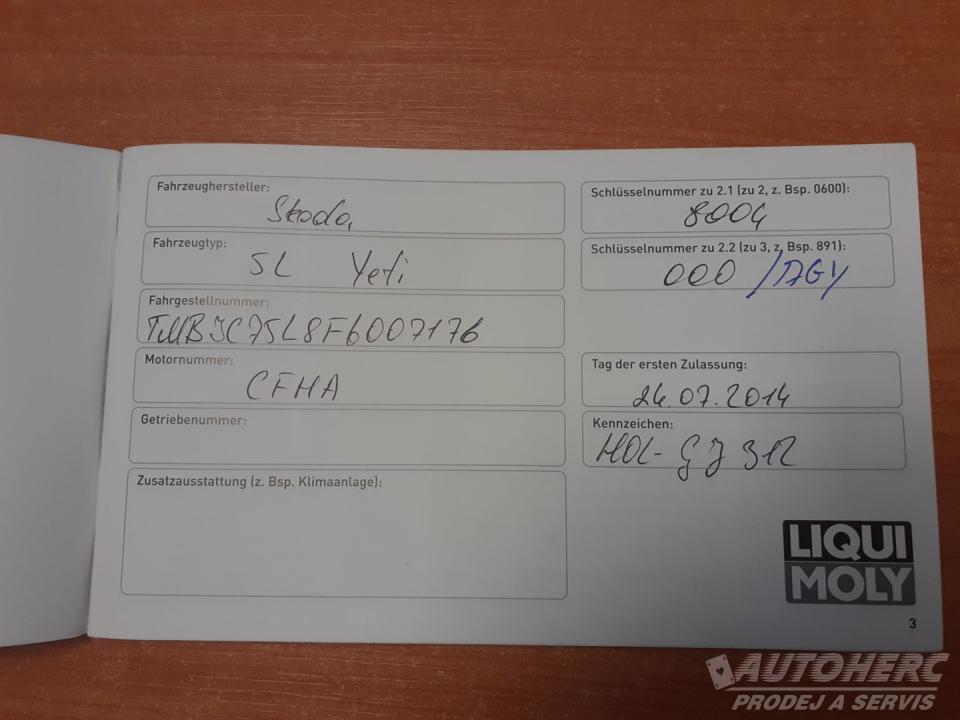 Fahrzeughersteller:
Skoda
Fahrzeugtyp:
5L Yeti
Fahrgestellnummer:
TMBJC75L8F6007176
Motornummer:
CFHA
Getriebenummer:
Zusatzausstattung (z. Bsp. Klimaanlage):
Schlüsselnummer zu 2.1 (zu 2, z. Bsp. 0600):
8004
Schlüsselnummer zu 2.2 (zu 3, z. Bsp. 891):
000 / AGY
Tag der ersten Zulassung:
24.07.2014
Kennzeichen:
HOL- GJ 312
LIQUI
MOLY
3
AUTOHERC
PRODEJ A SERVIS